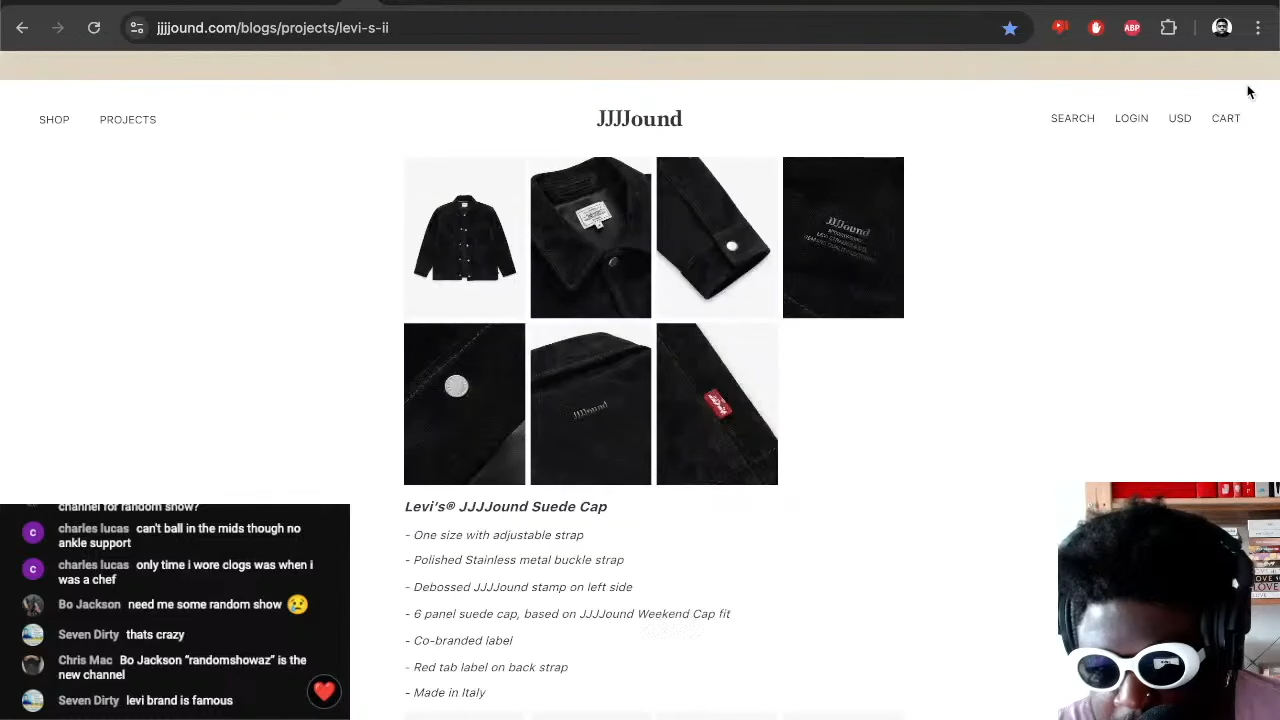 jjjjound.com/blogs/projects/levi-s-ii
ABP
SHOP PROJECTS
JJJJound
SEARCH LOGIN USD CART
JJJJound
JJJJound
Levi's® JJJJound Suede Cap
- One size with adjustable strap
- Polished Stainless metal buckle strap
- Debossed JJJJound stamp on left side
- 6 panel suede cap, based on JJJJound Weekend Cap fit
- Co-branded label
- Red tab label on back strap
- Made in Italy
channel for random show?
C charles lucas can't ball in the mids though no
ankle support
C charles lucas only time i wore clogs was when i
was a chef
Bo Jackson need me some random show 😢
Seven Dirty thats crazy
Chris Mac Bo Jackson “randomshowaz” is the
new channel
Seven Dirty levi brand is famous